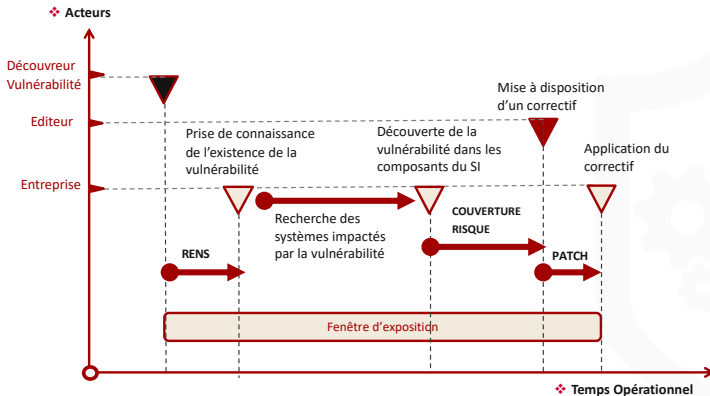 ❖ Acteurs
Découvreur
Vulnérabilité
Mise à disposition
d'un correctif
Editeur
Prise de connaissance
de l'existence de la
vulnérabilité
Découverte de la
vulnérabilité dans les
composants du SI
Application du
correctif
Entreprise
Recherche des
systèmes impactés
par la vulnérabilité
COUVERTURE
RISQUE
RENS
PATCH
Fenêtre d'exposition
❖ Temps Opérationnel